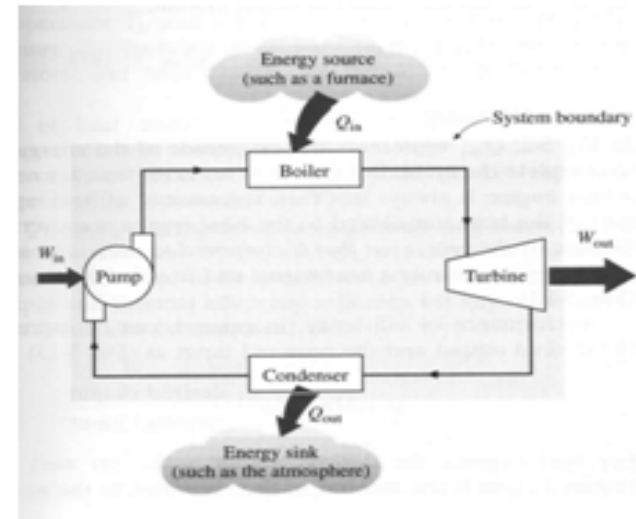 Energy source
(such as a furnace)
Q_in
System boundary
Boiler
W_in
Pump
Turbine
W_out
Condenser
Q_out
Energy sink
(such as the atmosphere)